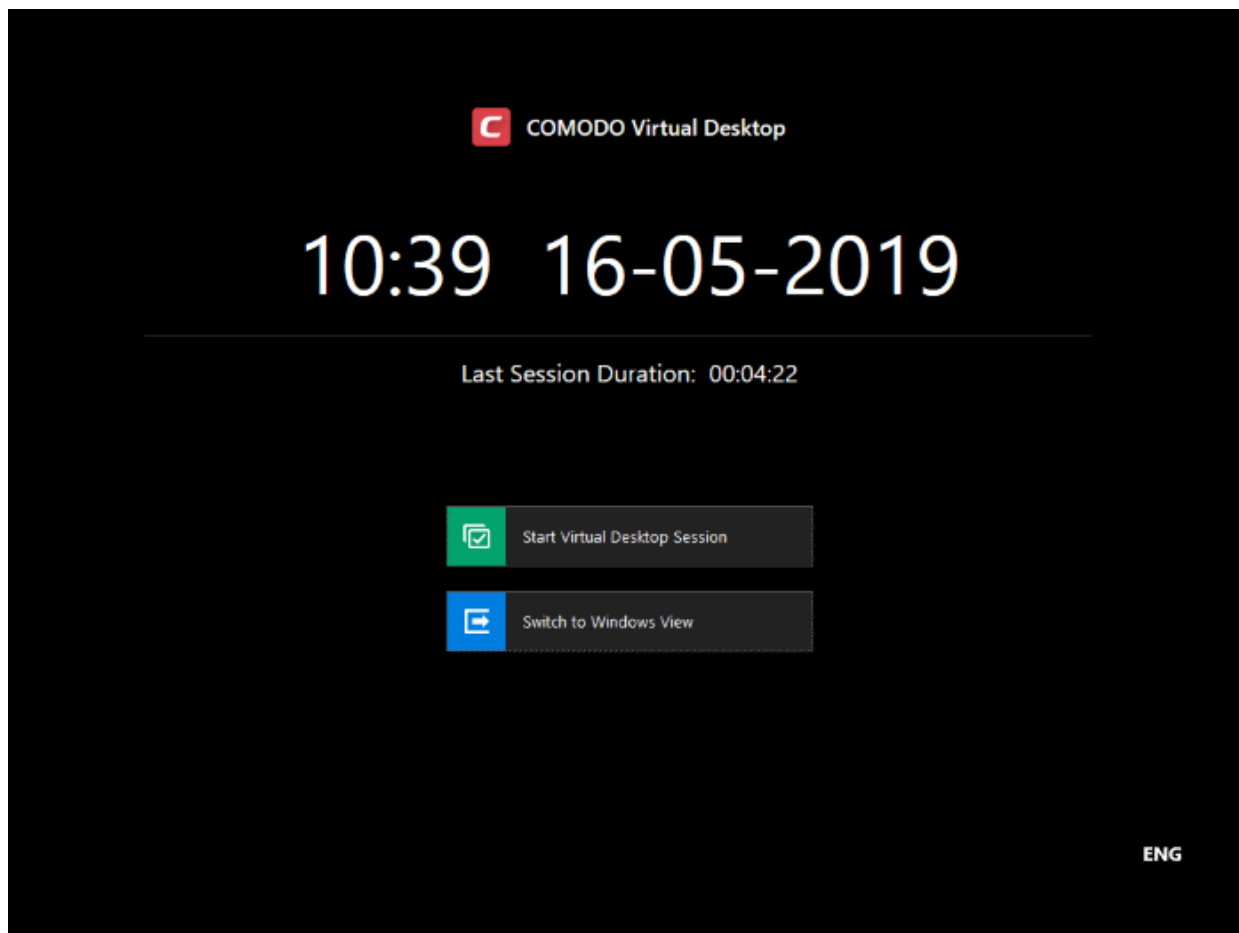 COMODO Virtual Desktop
10:39 16-05-2019
Last Session Duration: 00:04:22
Start Virtual Desktop Session
Switch to Windows View
ENG